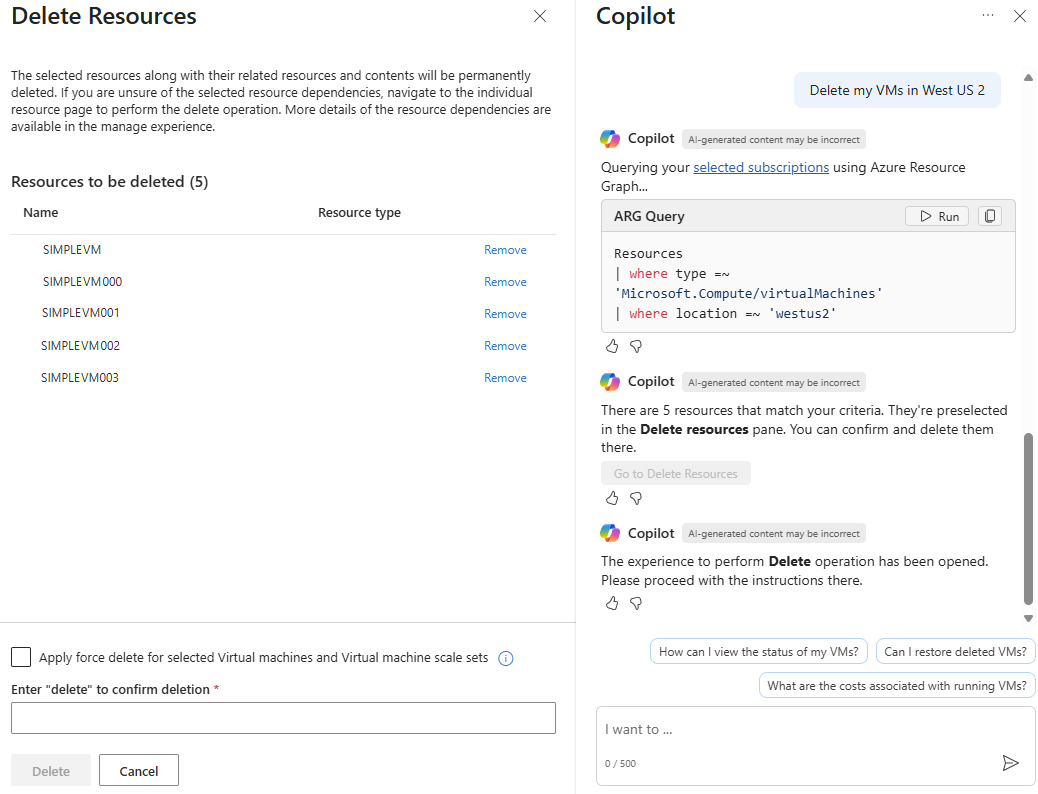 Delete Resources
The selected resources along with their related resources and contents will be permanently
deleted. If you are unsure of the selected resource dependencies, navigate to the individual
resource page to perform the delete operation. More details of the resource dependencies are
available in the manage experience.
Resources to be deleted (5)
Name Resource type
SIMPLEVM Remove
SIMPLEVM000 Remove
SIMPLEVM001 Remove
SIMPLEVM002 Remove
SIMPLEVM003 Remove
Apply force delete for selected Virtual machines and Virtual machine scale sets
Enter "delete" to confirm deletion *
Delete Cancel
Copilot
Delete my VMs in West US 2
Copilot AI-generated content may be incorrect
Querying your selected subscriptions using Azure Resource
Graph...
ARG Query Run
Resources
| where type =~
'Microsoft.Compute/virtualMachines'
| where location =~ 'westus2'
Copilot AI-generated content may be incorrect
There are 5 resources that match your criteria. They're preselected
in the Delete resources pane. You can confirm and delete them
there.
Go to Delete Resources
Copilot AI-generated content may be incorrect
The experience to perform Delete operation has been opened.
Please proceed with the instructions there.
How can I view the status of my VMs? Can I restore deleted VMs?
What are the costs associated with running VMs?
I want to ...
0 / 500